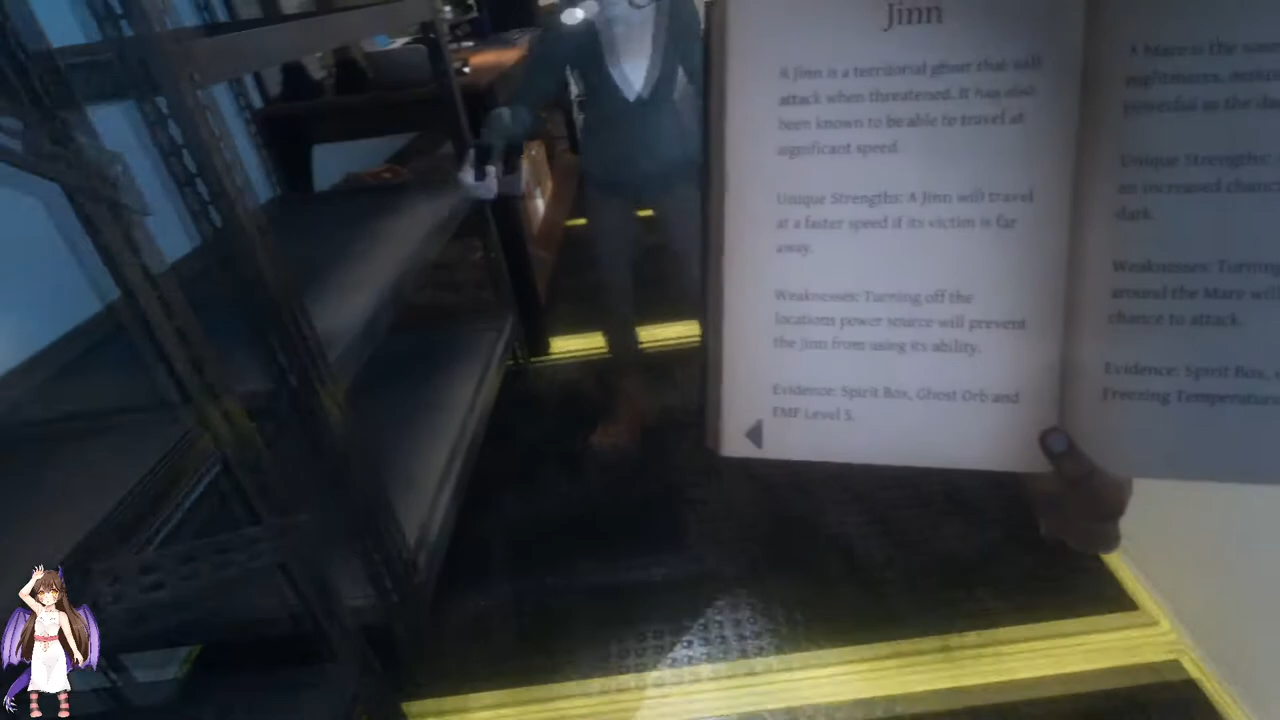 Jinn
A Jinn is a territorial ghost that will
attack when threatened. It has also
been known to be able to travel at
significant speed.
Unique Strengths: A Jinn will travel
at a faster speed if its victim is far
away.
Weaknesses: Turning off the
locations power source will prevent
the Jinn from using its ability.
Evidence: Spirit Box, Ghost Orb and
EMF Level 5.
A Mare is the
nightmares,
powerful in the
Unique Strengths:
an increased
dark.
Weaknesses: Turning
around the Mare will
chance to attack.
Evidence: Spirit Box,
Freezing